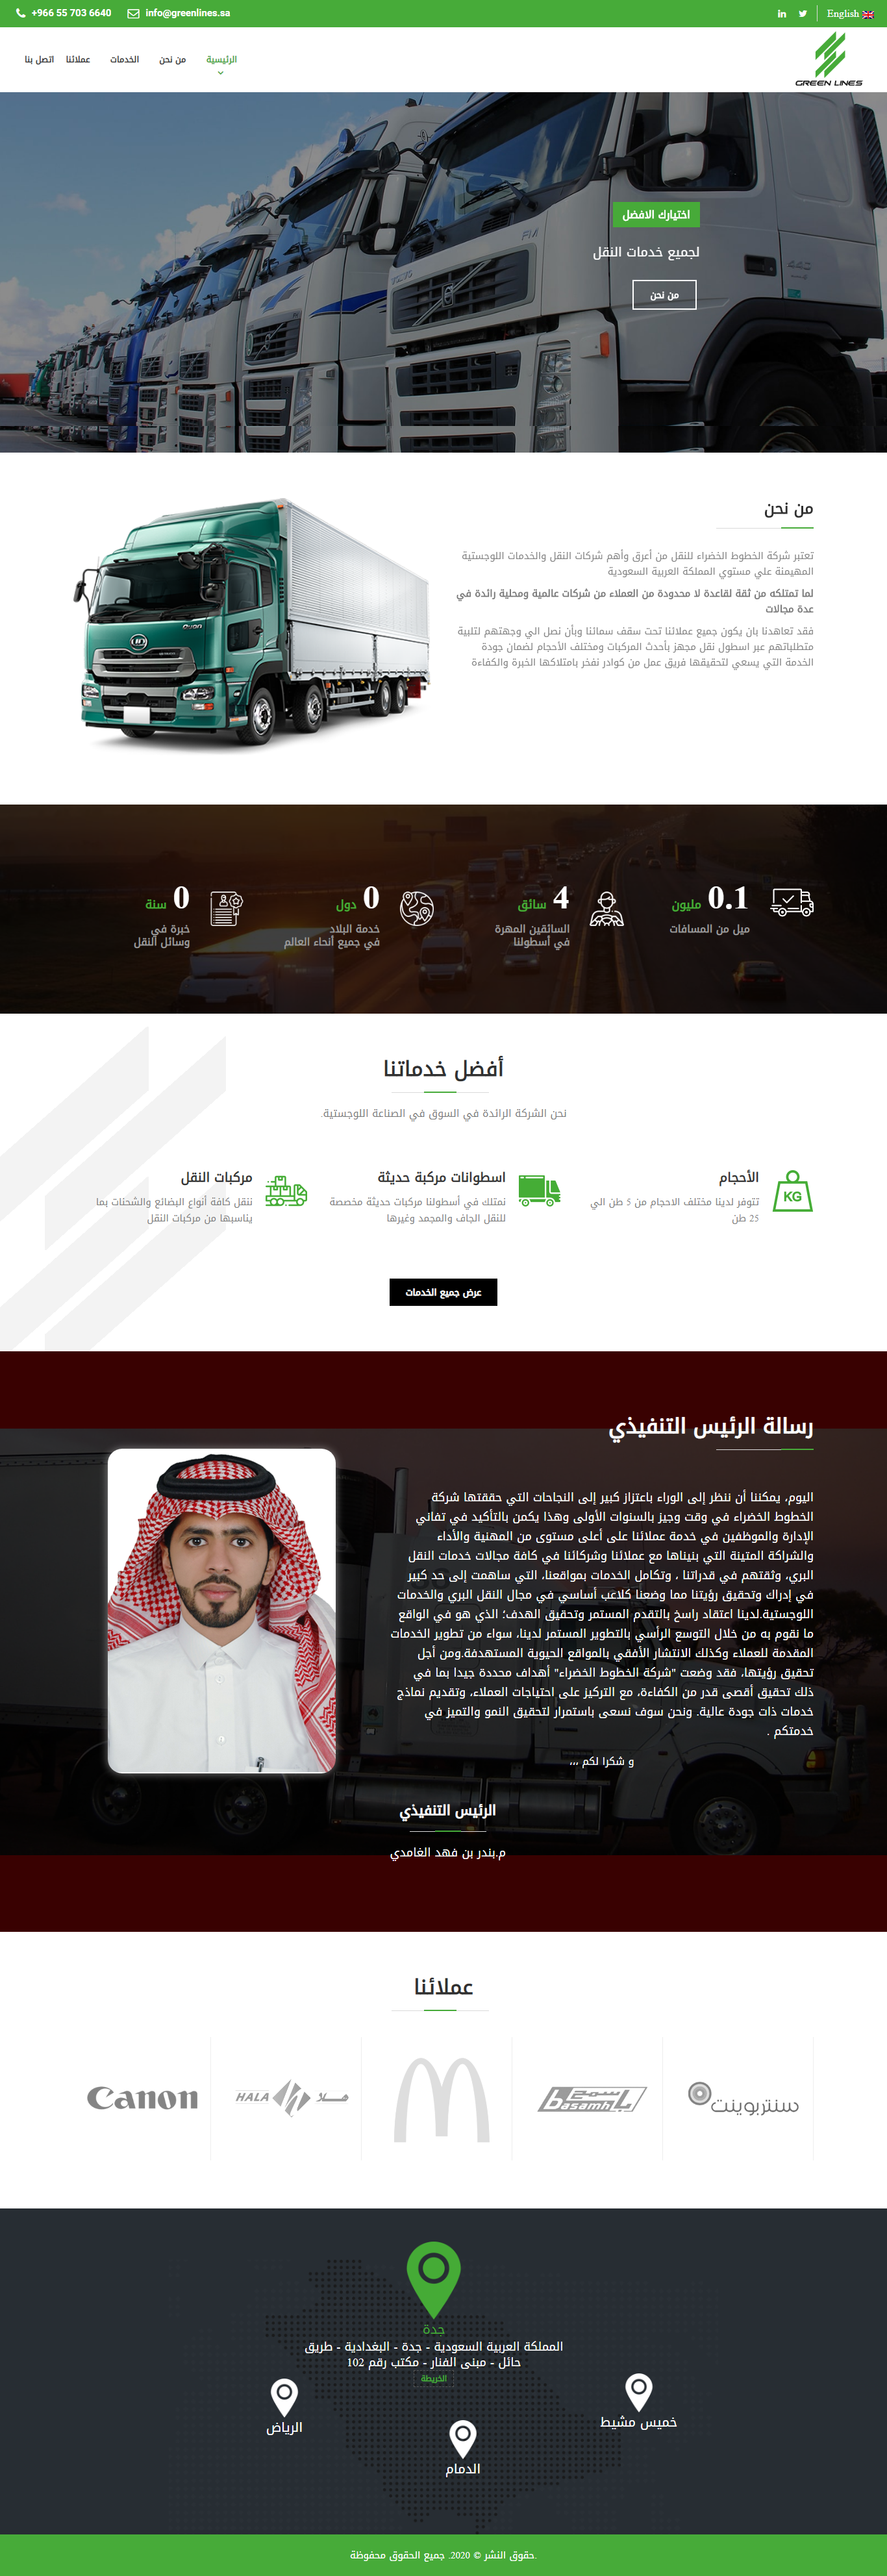 +966 55 703 6640
info@greenlines.sa
English
GREEN LINES
الرئيسية
من نحن
الخدمات
عملائنا
اتصل بنا
اختيارك الافضل
لجميع خدمات النقل
من نحن
من نحن
تعتبر شركة الخطوط الخضراء للنقل من أعرق وأهم شركات النقل والخدمات اللوجستية
المهيمنة علي مستوي المملكة العربية السعودية
لما تمتلكه من ثقة لقاعدة لا محدودة من العملاء من شركات عالمية ومحلية رائدة في
عدة مجالات
فقد تعاهدنا بان يكون جميع عملائنا تحت سقف سمائنا وبأن نصل الي وجهتهم لتلبية
متطلباتهم عبر اسطول نقل مجهز بأحدث المركبات ومختلف الأحجام لضمان جودة
الخدمة التي يسعي لتحقيقها فريق عمل من كوادر نفخر بامتلاكها الخبرة والكفاءة
0.1 مليون
ميل من المسافات
4 سائق
السائقين المهرة
في أسطولنا
0 دول
خدمة البلاد
في جميع أنحاء العالم
0 سنة
خبرة في
وسائل النقل
أفضل خدماتنا
نحن الشركة الرائدة في السوق في الصناعة اللوجستية.
KG
الأحجام
تتوفر لدينا مختلف الاحجام من 5 طن الي
25 طن
اسطوانات مركبة حديثة
نمتلك في أسطولنا مركبات حديثة مخصصة
للنقل الجاف والمجمد وغيرها
مركبات النقل
ننقل كافة أنواع البضائع والشحنات بما
يناسبها من مركبات النقل
عرض جميع الخدمات
رسالة الرئيس التنفيذي
اليوم، يمكننا أن ننظر إلى الوراء باعتزاز كبير إلى النجاحات التي حققتها شركة
الخطوط الخضراء في وقت وجيز بالسنوات الأولى وهذا يكمن بالتأكيد في تفاني
الإدارة والموظفين في خدمة عملائنا على أعلى مستوى من المهنية والأداء
والشراكة المتينة التي بنيناها مع عملائنا وشركائنا في كافة مجالات خدمات النقل
البري، وثقتهم في قدراتنا ، وتكامل الخدمات بمواقعنا، التي ساهمت إلى حد كبير
في إدراك وتحقيق رؤيتنا مما وضعنا كلاعب أساسي في مجال النقل البري والخدمات
اللوجستية.لدينا اعتقاد راسخ بالتقدم المستمر وتحقيق الهدف؛ الذي هو في الواقع
ما نقوم به من خلال التوسع الرأسي بالتطوير المستمر لدينا، سواء من تطوير الخدمات
المقدمة للعملاء وكذلك الانتشار الأفقي بالمواقع الحيوية المستهدفة.ومن أجل
تحقيق رؤيتها، فقد وضعت "شركة الخطوط الخضراء" أهداف محددة جيدا بما في
ذلك تحقيق أقصى قدر من الكفاءة، مع التركيز على احتياجات العملاء، وتقديم نماذج
خدمات ذات جودة عالية. ونحن سوف نسعى باستمرار لتحقيق النمو والتميز في
خدمتكم .
و شكرا لكم ،،،
الرئيس التنفيذي
م.بندر بن فهد الغامدي
عملائنا
سنتربوينت
باسمح
basamh
HALA هلا
Canon
جدة
المملكة العربية السعودية - جدة - البغدادية - طريق
حائل - مبنى الفنار - مكتب رقم 102
الخريطة
خميس مشيط
الرياض
الدمام
حقوق النشر © 2020. جميع الحقوق محفوظة.